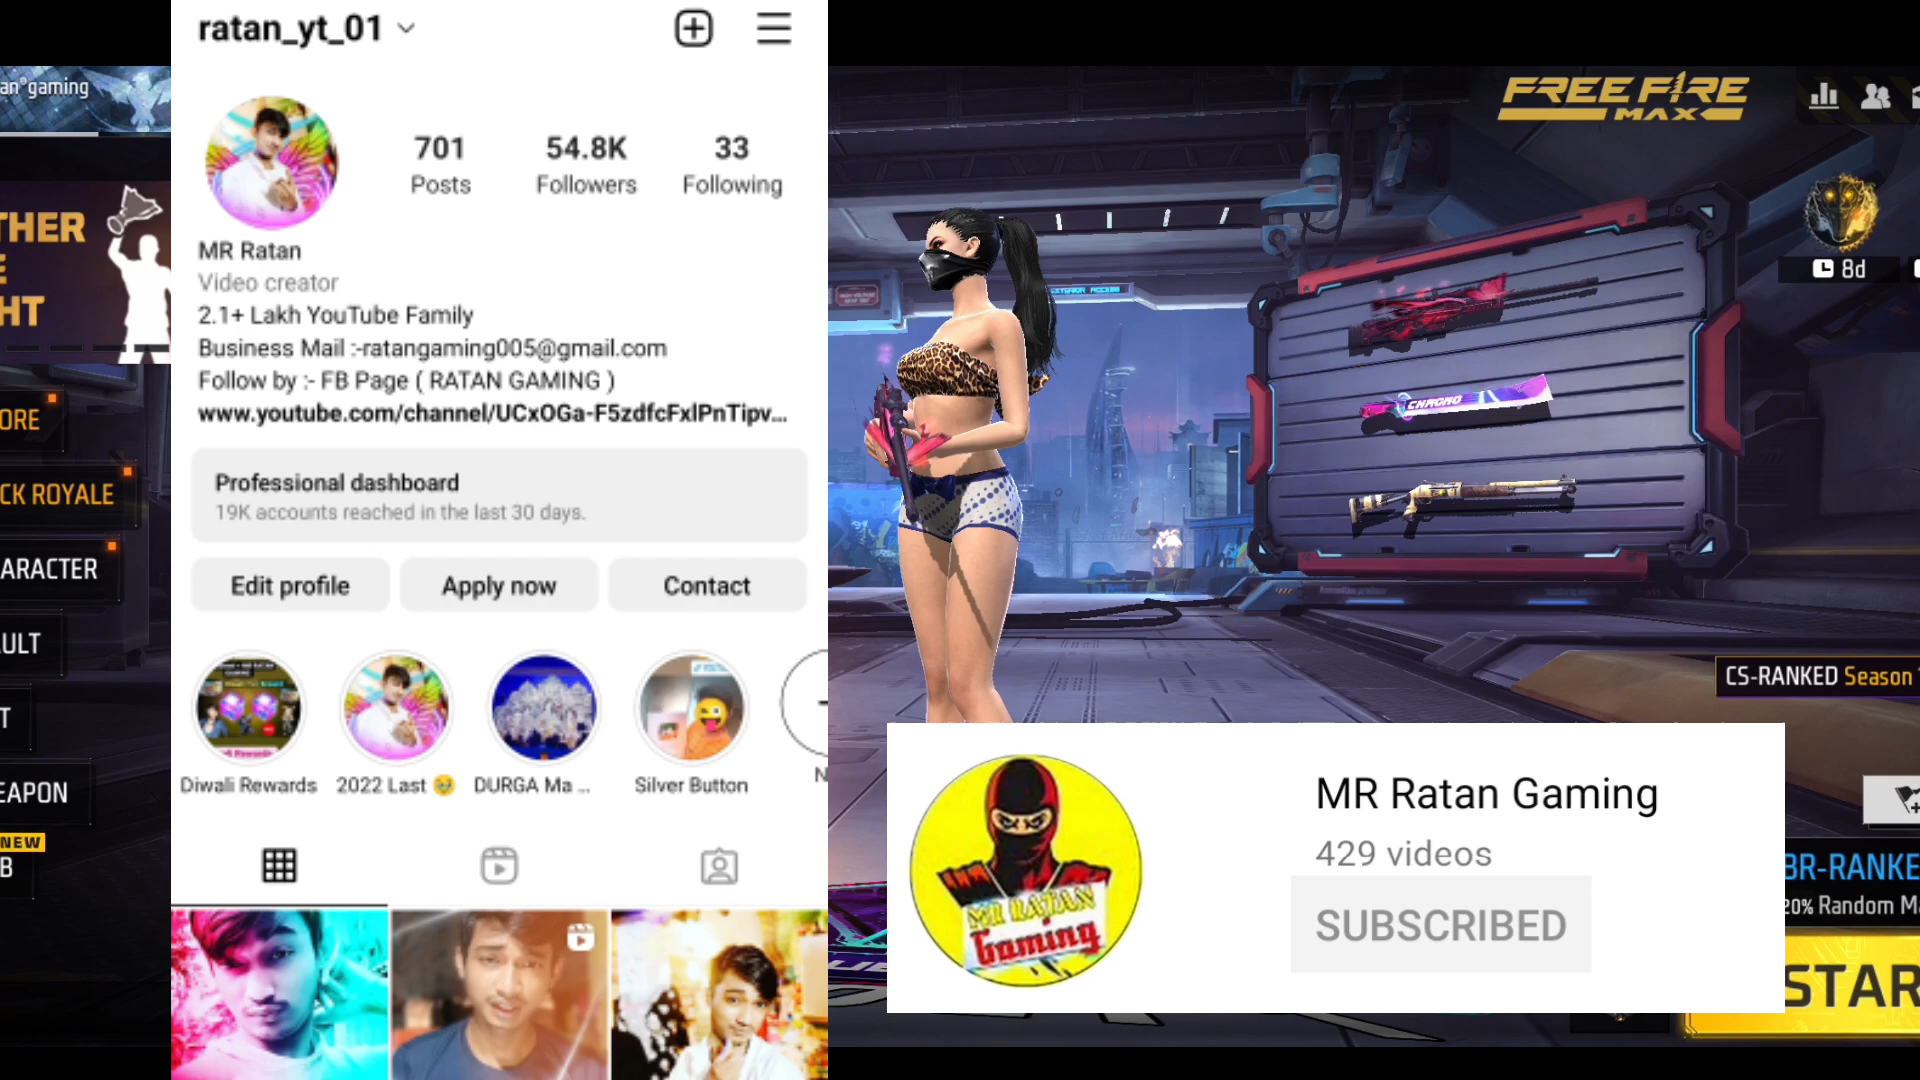 ratan_yt_01
701
54.8K
33
Posts
Followers
Following
MR Ratan
Video creator
2.1+ Lakh YouTube Family
Business Mail :-ratangaming005@gmail.com
Follow by :- FB Page ( RATAN GAMING )
www.youtube.com/channel/UCxOGa-F5zdfcFxlPnTipv...
Professional dashboard
19K accounts reached in the last 30 days.
Edit profile
Apply now
Contact
Diwali Rewards
2022 Last 🥹
DURGA Ma ...
Silver Button
N
an°gaming
THER
E
HT
ORE
CK ROYALE
ARACTER
ULT
T
EAPON
NEW
B
FREE FIRE
MAX
8d
CHRONO
CS-RANKED Season
MR Ratan Gaming
429 videos
SUBSCRIBED
MR RATAN
Gaming
BR-RANKE
20% Random Ma
STAR